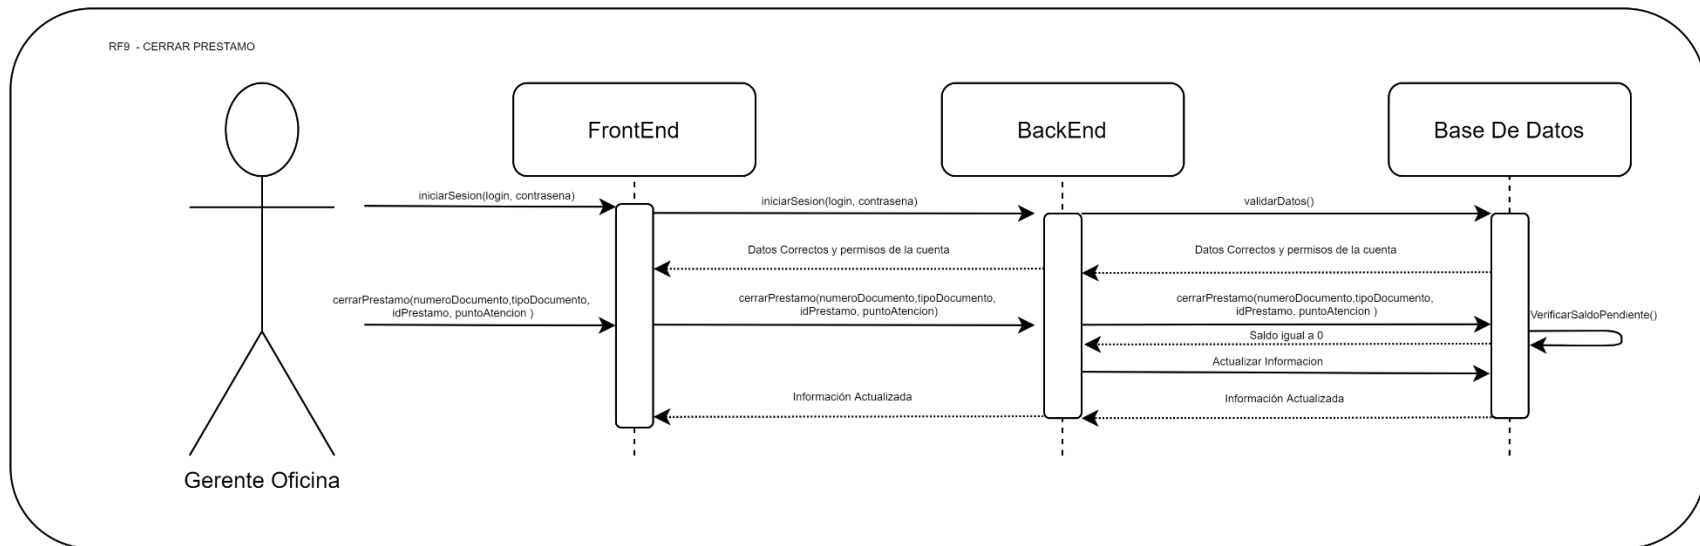 RF9 - CERRAR PRESTAMO
FrontEnd
BackEnd
Base De Datos
iniciarSesion(login, contrasena)
iniciarSesion(login, contrasena)
validarDatos()
Datos Correctos y permisos de la cuenta
Datos Correctos y permisos de la cuenta
cerrarPrestamo(numeroDocumento,tipoDocumento,
idPrestamo, puntoAtencion )
cerrarPrestamo(numeroDocumento,tipoDocumento,
idPrestamo, puntoAtencion)
cerrarPrestamo(numeroDocumento,tipoDocumento,
idPrestamo, puntoAtencion )
VerificarSaldoPendiente()
Saldo igual a 0
Actualizar Informacion
Información Actualizada
Información Actualizada
Gerente Oficina